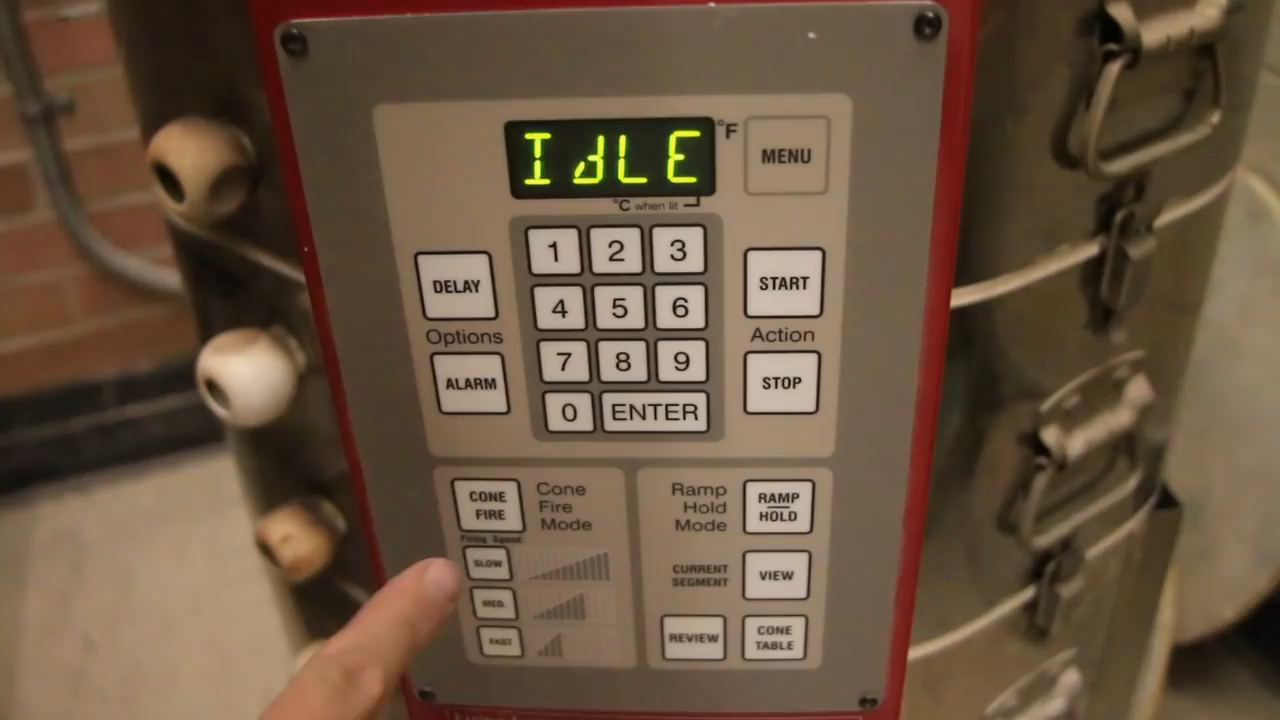 IdLE
°F
MENU
°C when lit
1 2 3
DELAY
START
4 5 6
Options
Action
7 8 9
ALARM
STOP
0 ENTER
CONE
FIRE
Cone
Fire
Mode
Firing Speed
SLOW
MED.
FAST
Ramp
Hold
Mode
RAMP
HOLD
CURRENT
SEGMENT
VIEW
REVIEW
CONE
TABLE